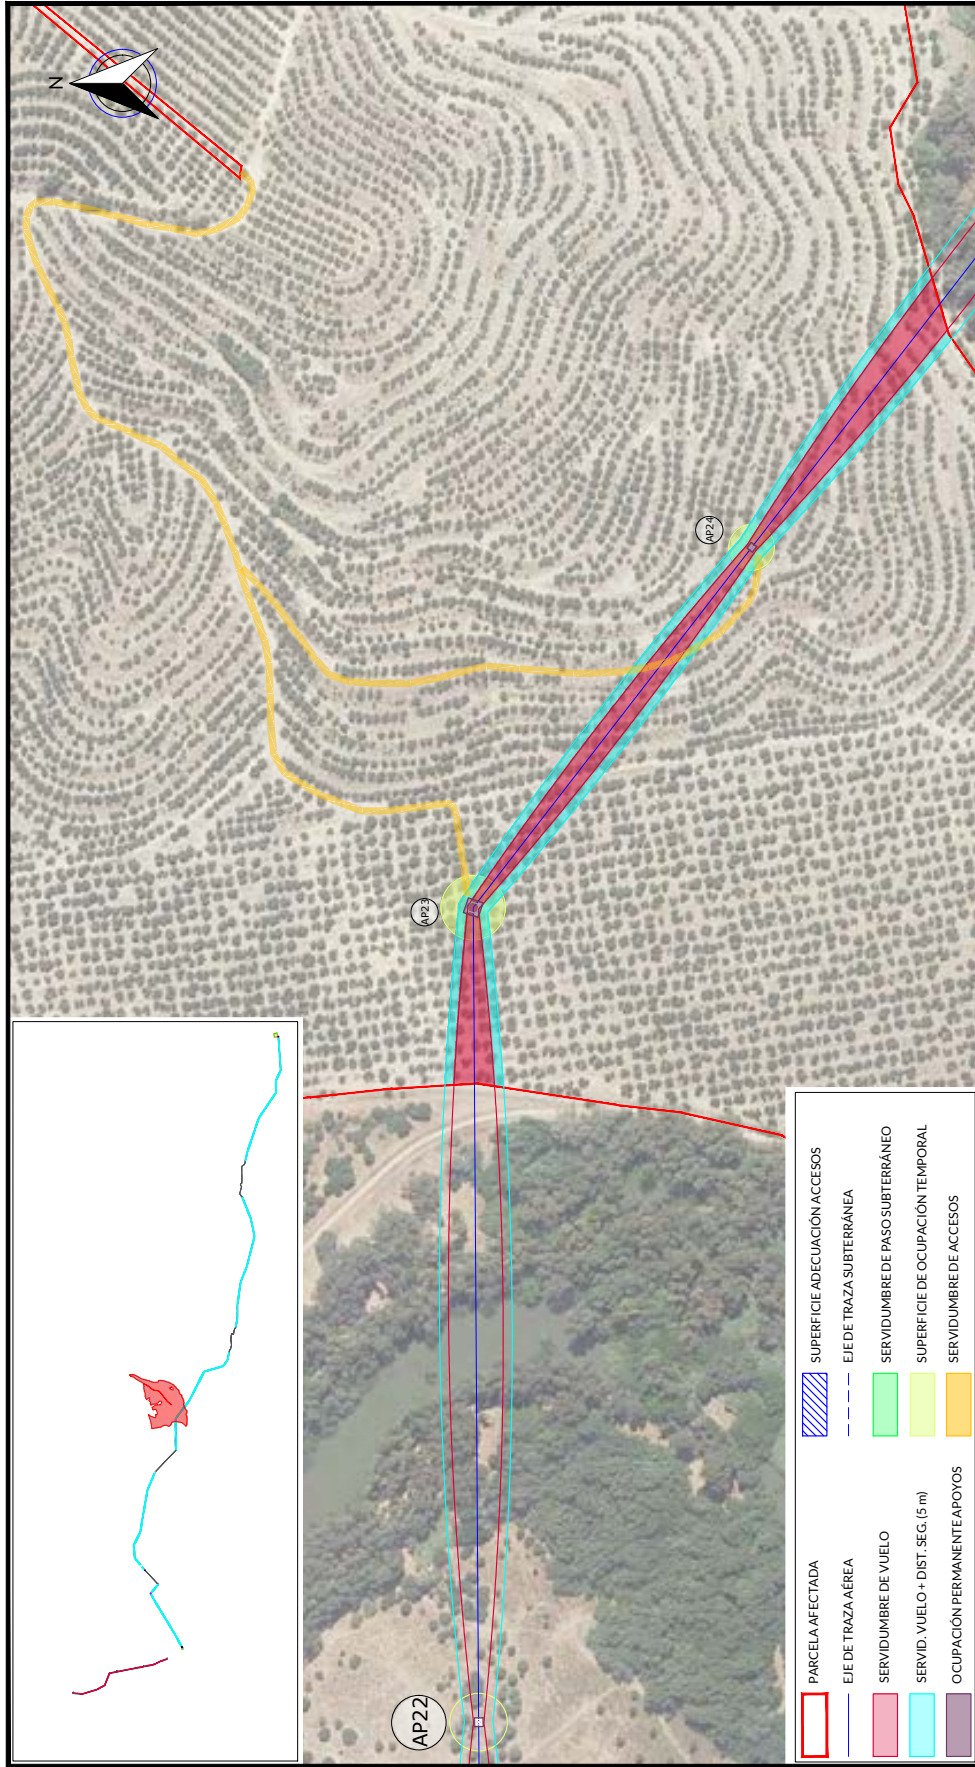 N
AP24
AP23
AP22
PARCELA AFECTADA
EJE DE TRAZA AÉREA
SERVIDUMBRE DE VUELO
SERVID. VUELO + DIST. SEG. (5 m)
OCUPACIÓN PERMANENTE APOYOS
SUPERFICIE ADECUACIÓN ACCESOS
EJE DE TRAZA SUBTERRÁNEA
SERVIDUMBRE DE PASO SUBTERRÁNEO
SUPERFICIE DE OCUPACIÓN TEMPORAL
SERVIDUMBRE DE ACCESOS